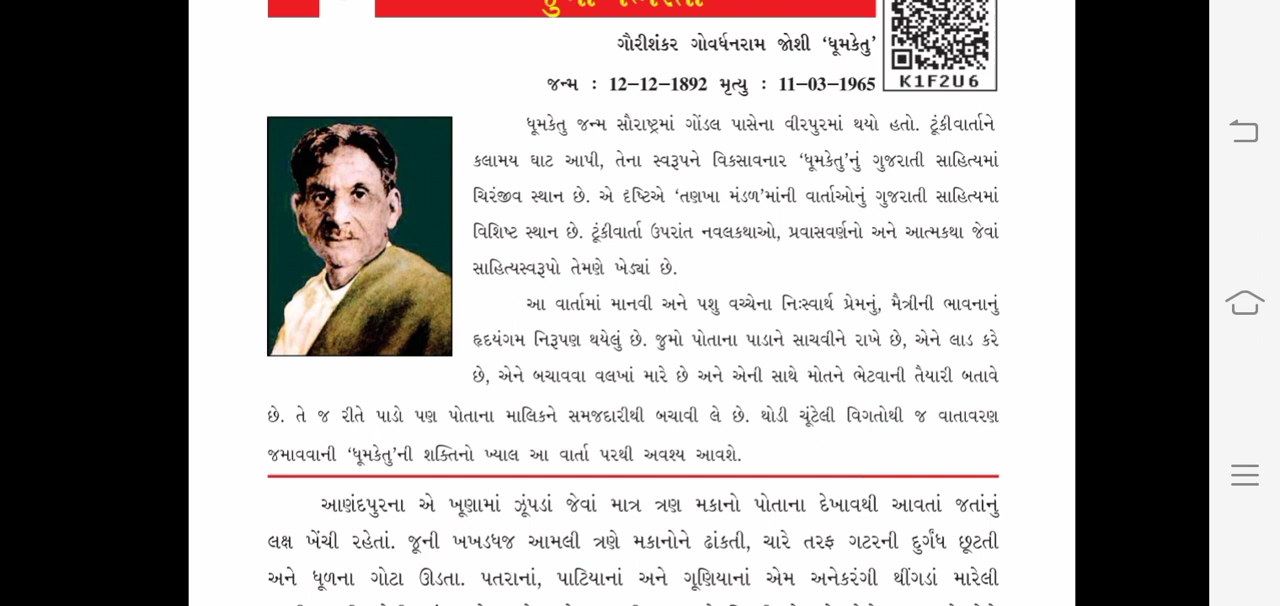 ગૌરીશંકર ગોવર્ધનરામ જોશી ‘ધૂમકેતુ’
જન્મ : 12–12–1892 મૃત્યુ : 11–03–1965
K1F2U6
ધૂમકેતુ જન્મ સૌરાષ્ટ્રમાં ગોંડલ પાસેના વીરપુરમાં થયો હતો. ટૂંકીવાર્તાને
કલામય ઘાટ આપી, તેના સ્વરૂપને વિકસાવનાર ‘ધૂમકેતુ’નું ગુજરાતી સાહિત્યમાં
ચિરંજીવ સ્થાન છે. એ દૃષ્ટિએ ‘તણખા મંડળ’માંની વાર્તાઓનું ગુજરાતી સાહિત્યમાં
વિશિષ્ટ સ્થાન છે. ટૂંકીવાર્તા ઉપરાંત નવલકથાઓ, પ્રવાસવર્ણનો અને આત્મકથા જેવાં
સાહિત્યસ્વરૂપો તેમણે ખેડ્યાં છે.
આ વાર્તામાં માનવી અને પશુ વચ્ચેના નિઃસ્વાર્થ પ્રેમનું, મૈત્રીની ભાવનાનું
હૃદયંગમ નિરૂપણ થયેલું છે. જુમો પોતાના પાડાને સાચવીને રાખે છે, એને લાડ કરે
છે, એને બચાવવા વલખાં મારે છે અને એની સાથે મોતને ભેટવાની તૈયારી બતાવે
છે. તે જ રીતે પાડો પણ પોતાના માલિકને સમજદારીથી બચાવી લે છે. થોડી ચૂંટેલી વિગતોથી જ વાતાવરણ
જમાવવાની ‘ધૂમકેતુ’ની શક્તિનો ખ્યાલ આ વાર્તા પરથી અવશ્ય આવશે.
આણંદપુરના એ ખૂણામાં ઝૂંપડાં જેવાં માત્ર ત્રણ મકાનો પોતાના દેખાવથી આવતાં જતાંનું
લક્ષ ખેંચી રહેતાં. જૂની ખખડધજ આમલી ત્રણે મકાનોને ઢાંકતી, ચારે તરફ ગટરની દુર્ગંધ છૂટતી
અને ધૂળના ગોટા ઊડતા. પતરાનાં, પાટિયાનાં અને ગૂણિયાનાં એમ અનેકરંગી થીંગડાં મારેલી